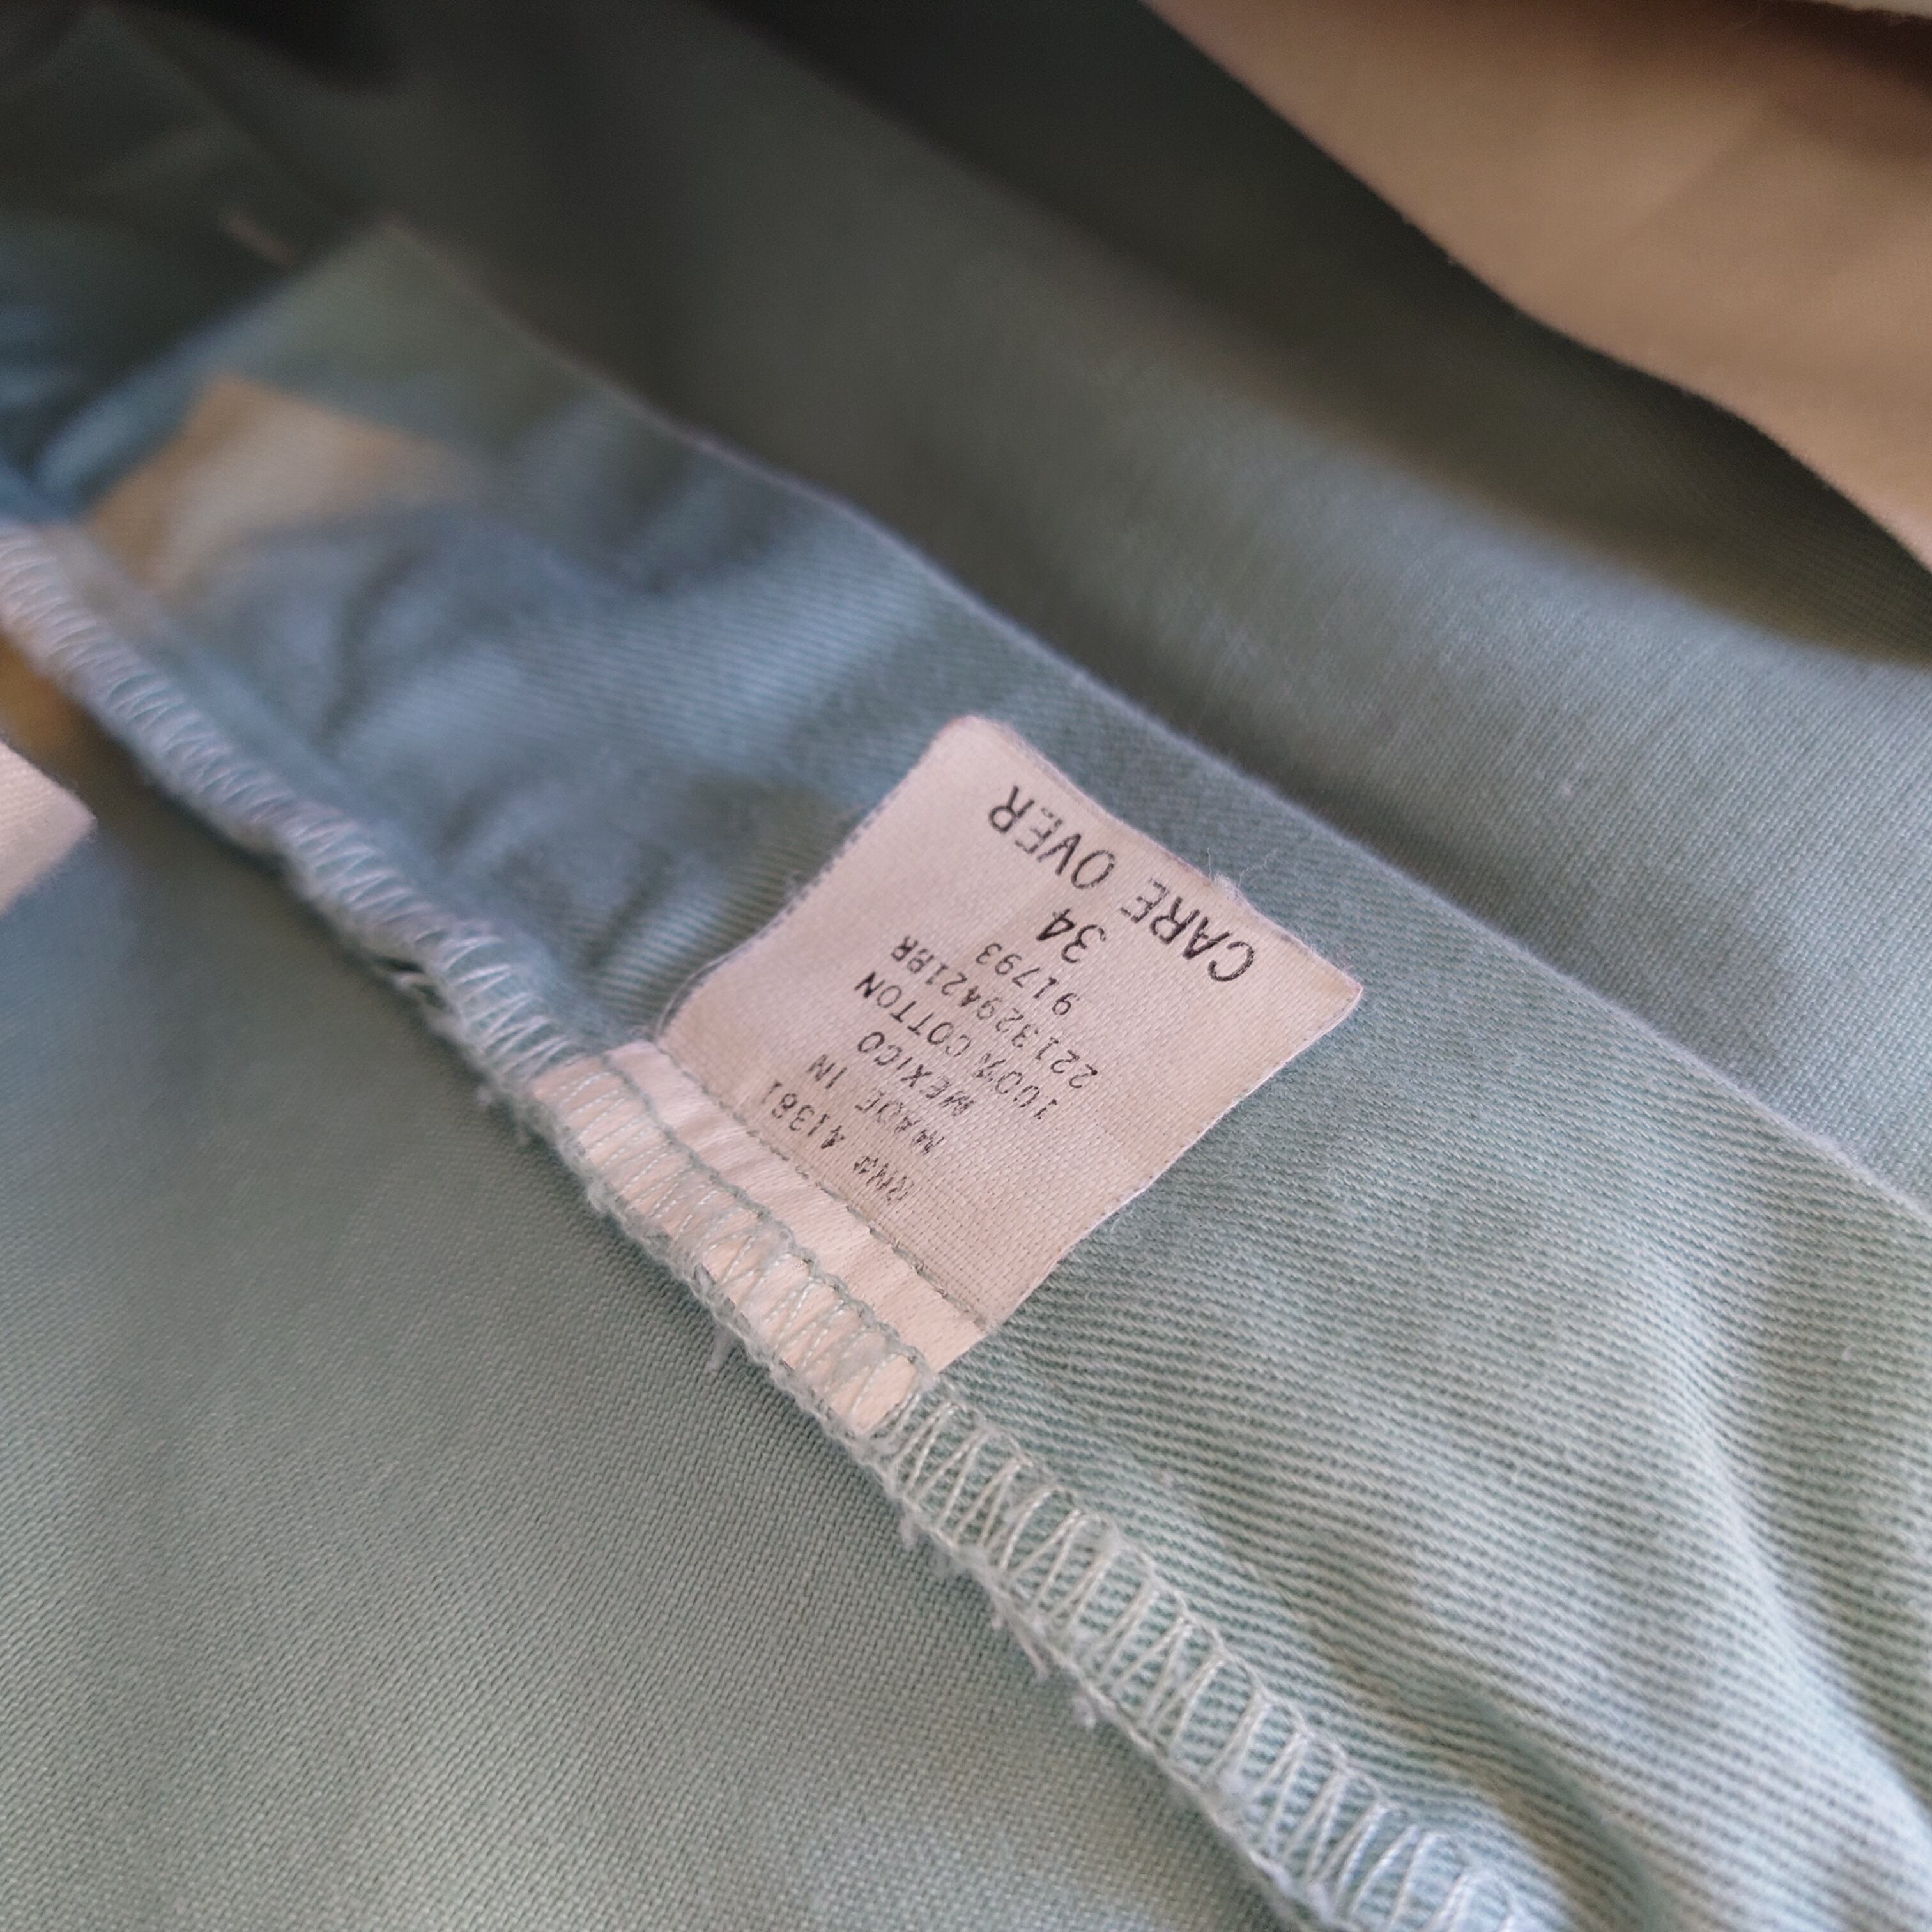 RN# 41381
MADE IN
MEXICO
100% COTTON
221329421BR
91793
34
CARE OVER